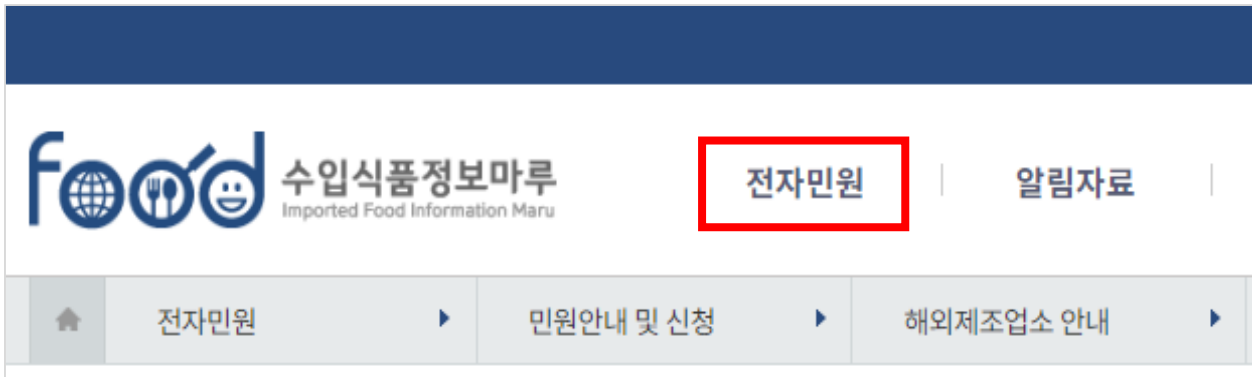 food 수입식품정보마루
Imported Food Information Maru
전자민원
알림자료
전자민원
민원안내 및 신청
해외제조업소 안내